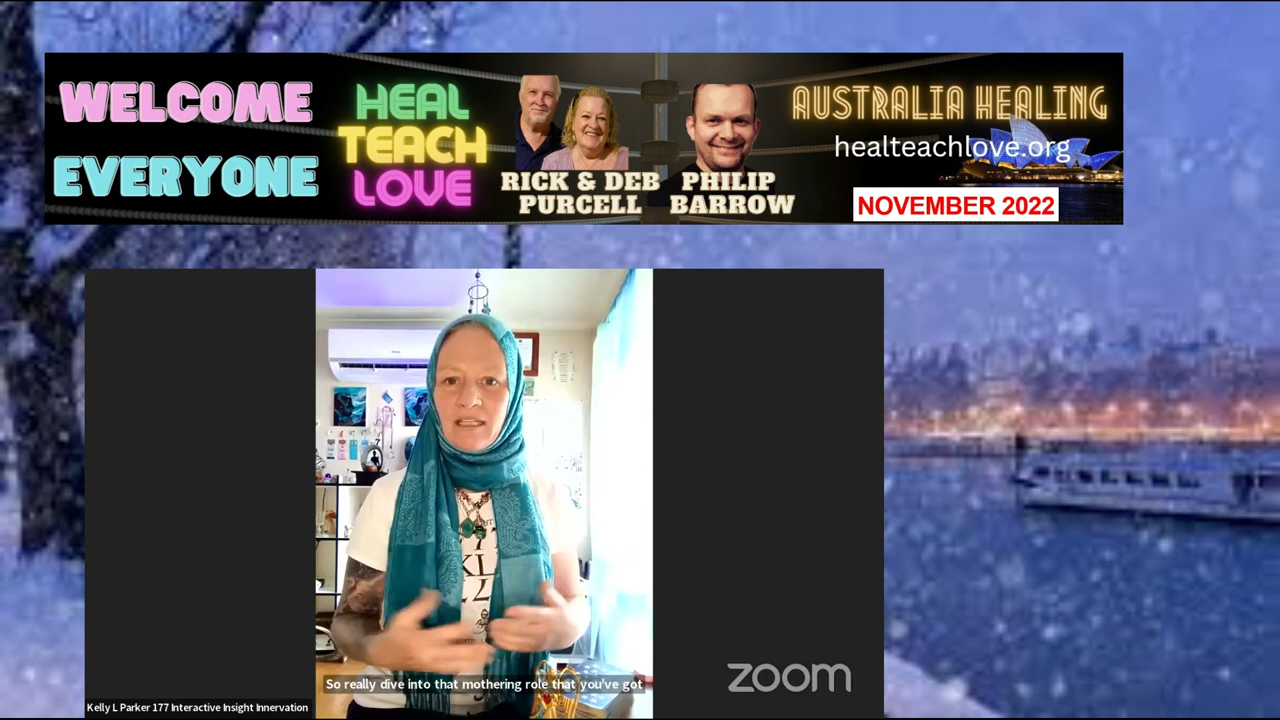 WELCOME
EVERYONE
HEAL
TEACH
LOVE
RICK & DEB
PURCELL
PHILIP
BARROW
AUSTRALIA HEALING
healteachlove.org
NOVEMBER 2022
So really dive into that mothering role that you've got
zoom
Kelly L Parker 177 Interactive Insight Innervation